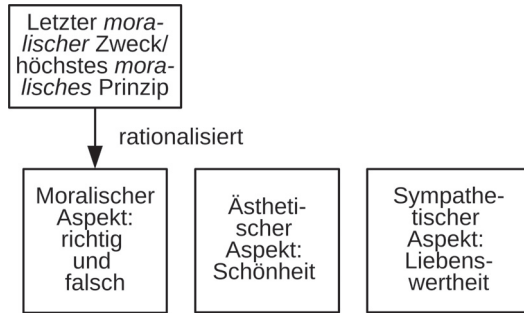 Letzter mora-
lischer Zweck/
höchstes mora-
lisches Prinzip
rationalisiert
Moralischer
Aspekt:
richtig
und
falsch
Ästheti-
scher
Aspekt:
Schönheit
Sympathe-
tischer
Aspekt:
Liebens-
wertheit